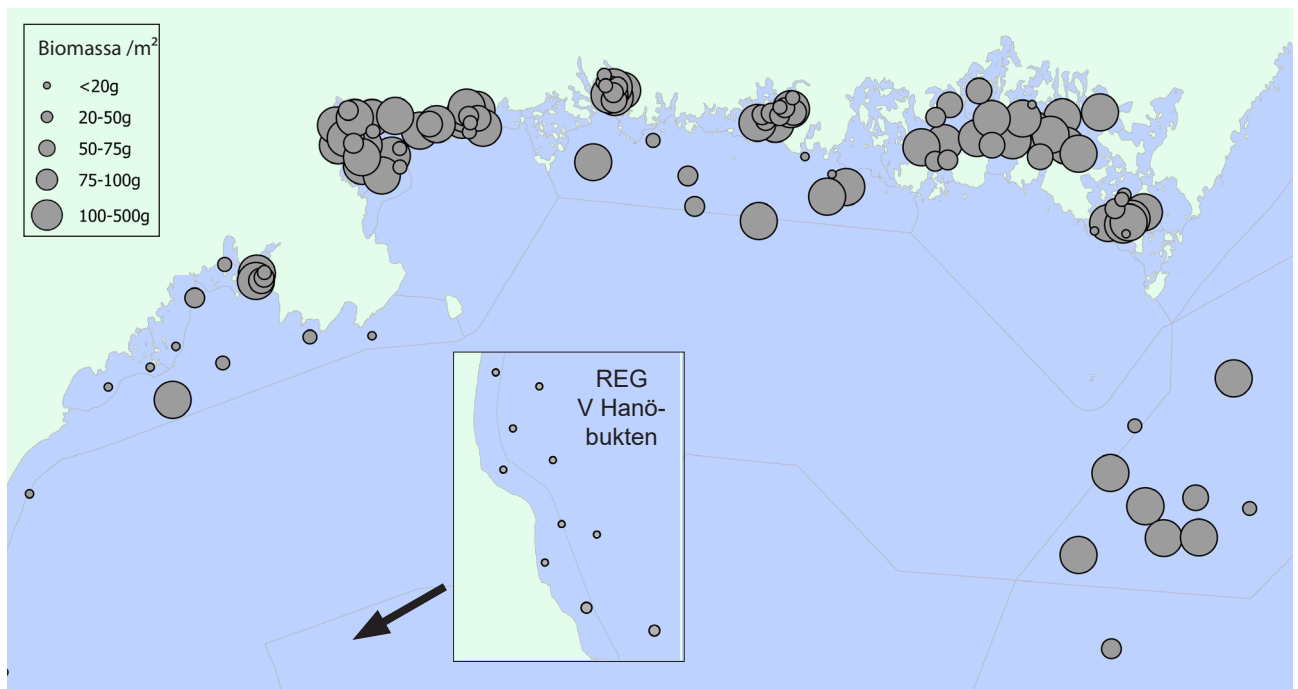 Biomassa /m²
<20g
20-50g
50-75g
75-100g
100-500g
REG
V Hanö-
bukten